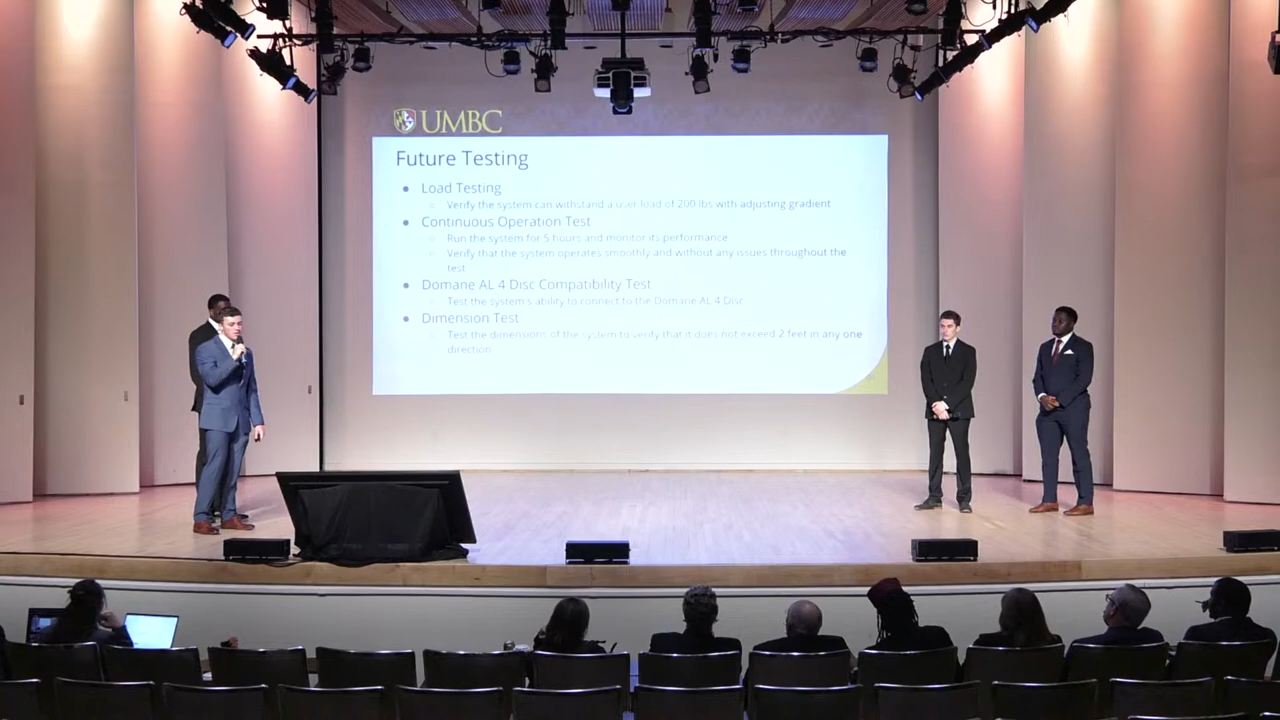 UMBC
Future Testing
● Load Testing
○ Verify the system can withstand a user load of 200 lbs with adjusting gradient
● Continuous Operation Test
○ Run the system for 5 hours and monitor its performance
○ Verify that the system operates smoothly and without any issues throughout the
test
● Domane AL 4 Disc Compatibility Test
○ Test the system's ability to connect to the Domane AL 4 Disc
● Dimension Test
Test the dimensions of the system to verify that it does not exceed 2 feet in any one
direction